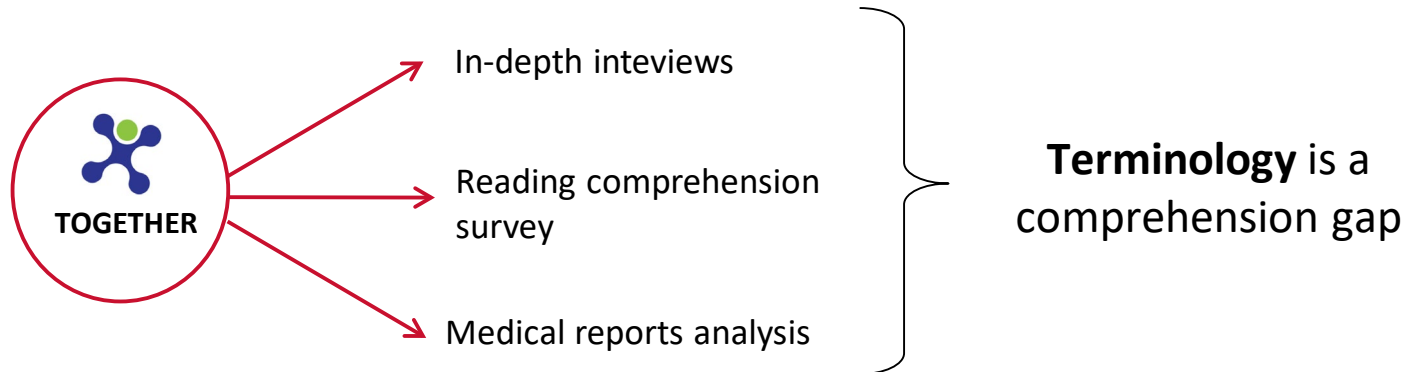 TOGETHER
In-depth inteviews
Reading comprehension
survey
Medical reports analysis
Terminology is a
comprehension gap